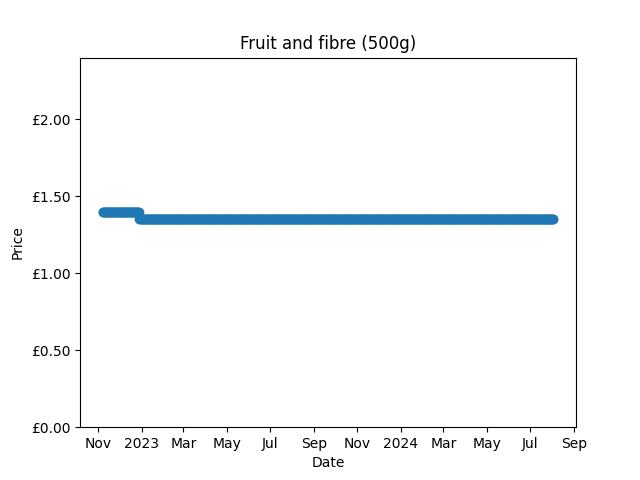 Fruit and fibre (500g)
£2.00
£1.50
£1.00
£0.50
£0.00
Price
Nov 2023 Mar May Jul Sep Nov 2024 Mar May Jul Sep
Date